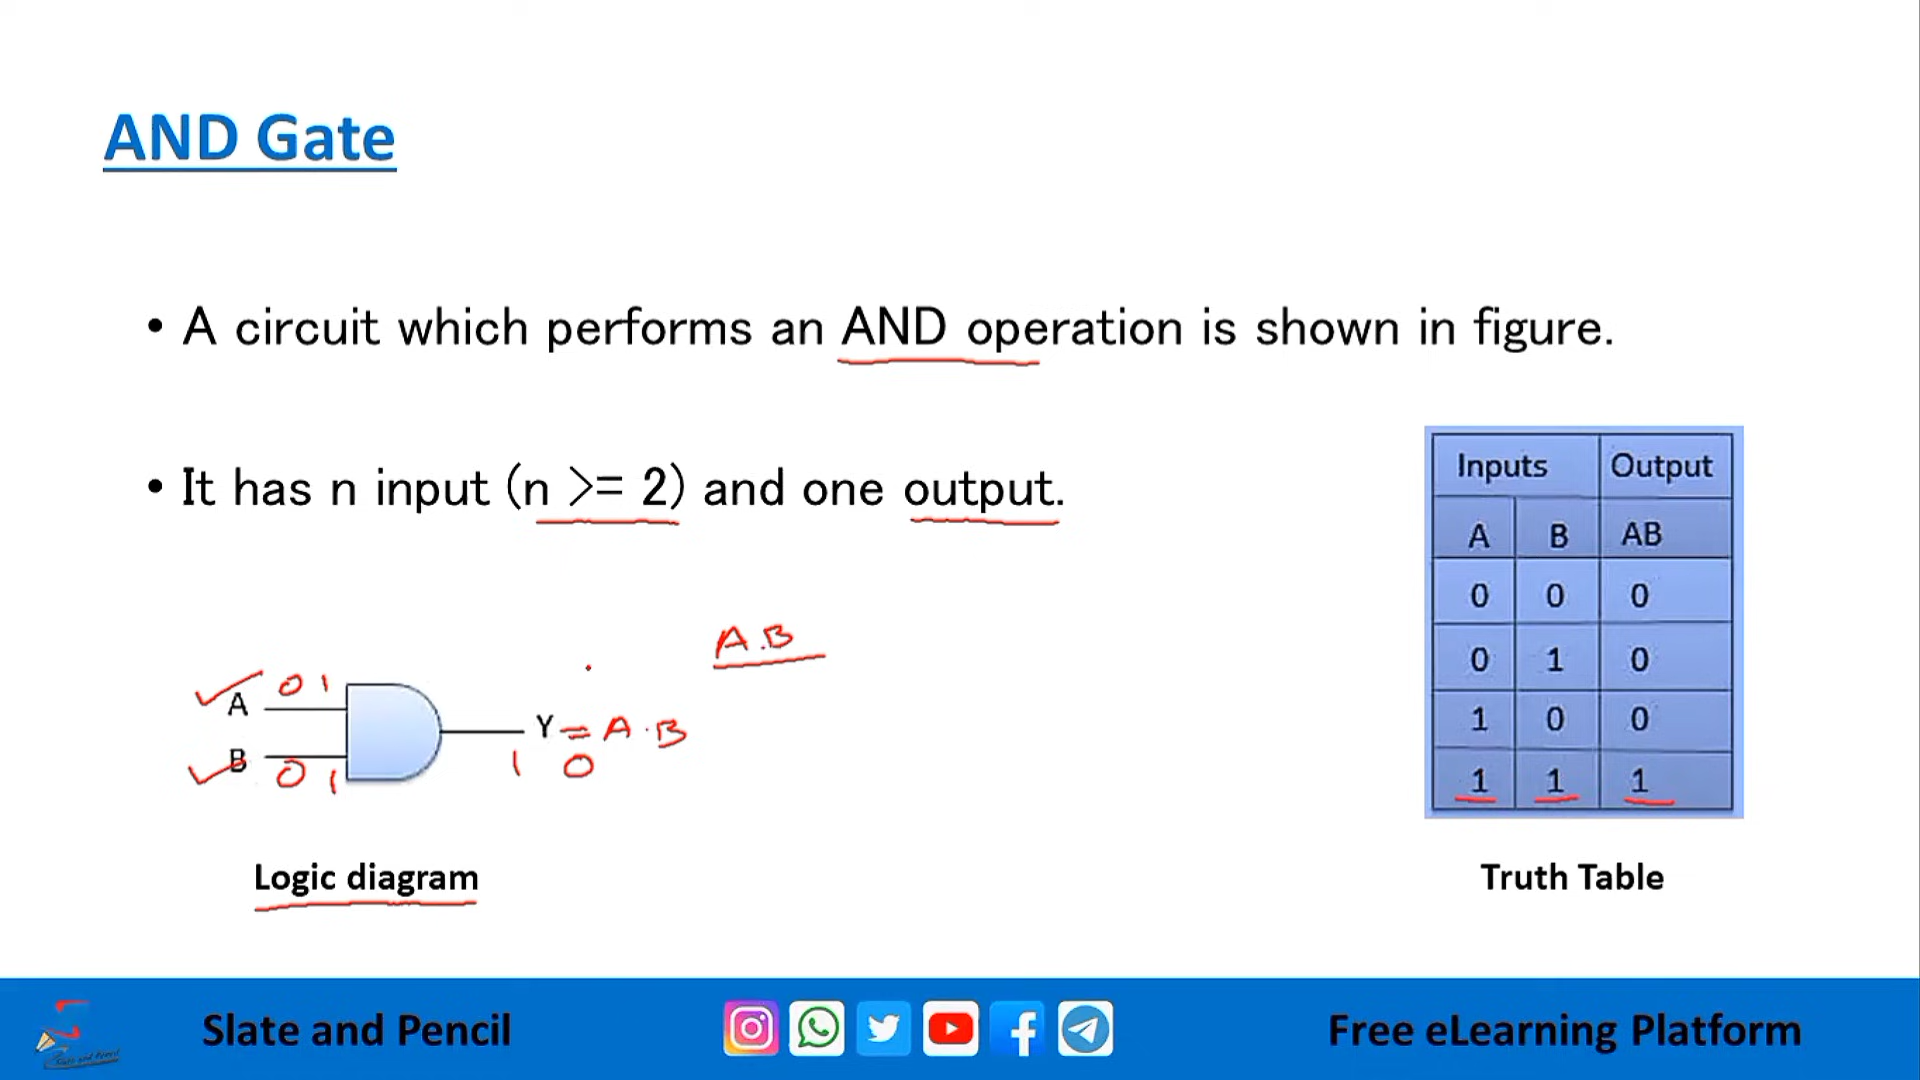 AND Gate
• A circuit which performs an AND operation is shown in figure.
• It has n input (n >= 2) and one output.
Inputs Output
A B AB
0 0 0
0 1 0
1 0 0
1 1 1
A.B
A 0 1
B 0 1
Y = A.B
1 0
Logic diagram
Truth Table
Slate and Pencil
Free eLearning Platform